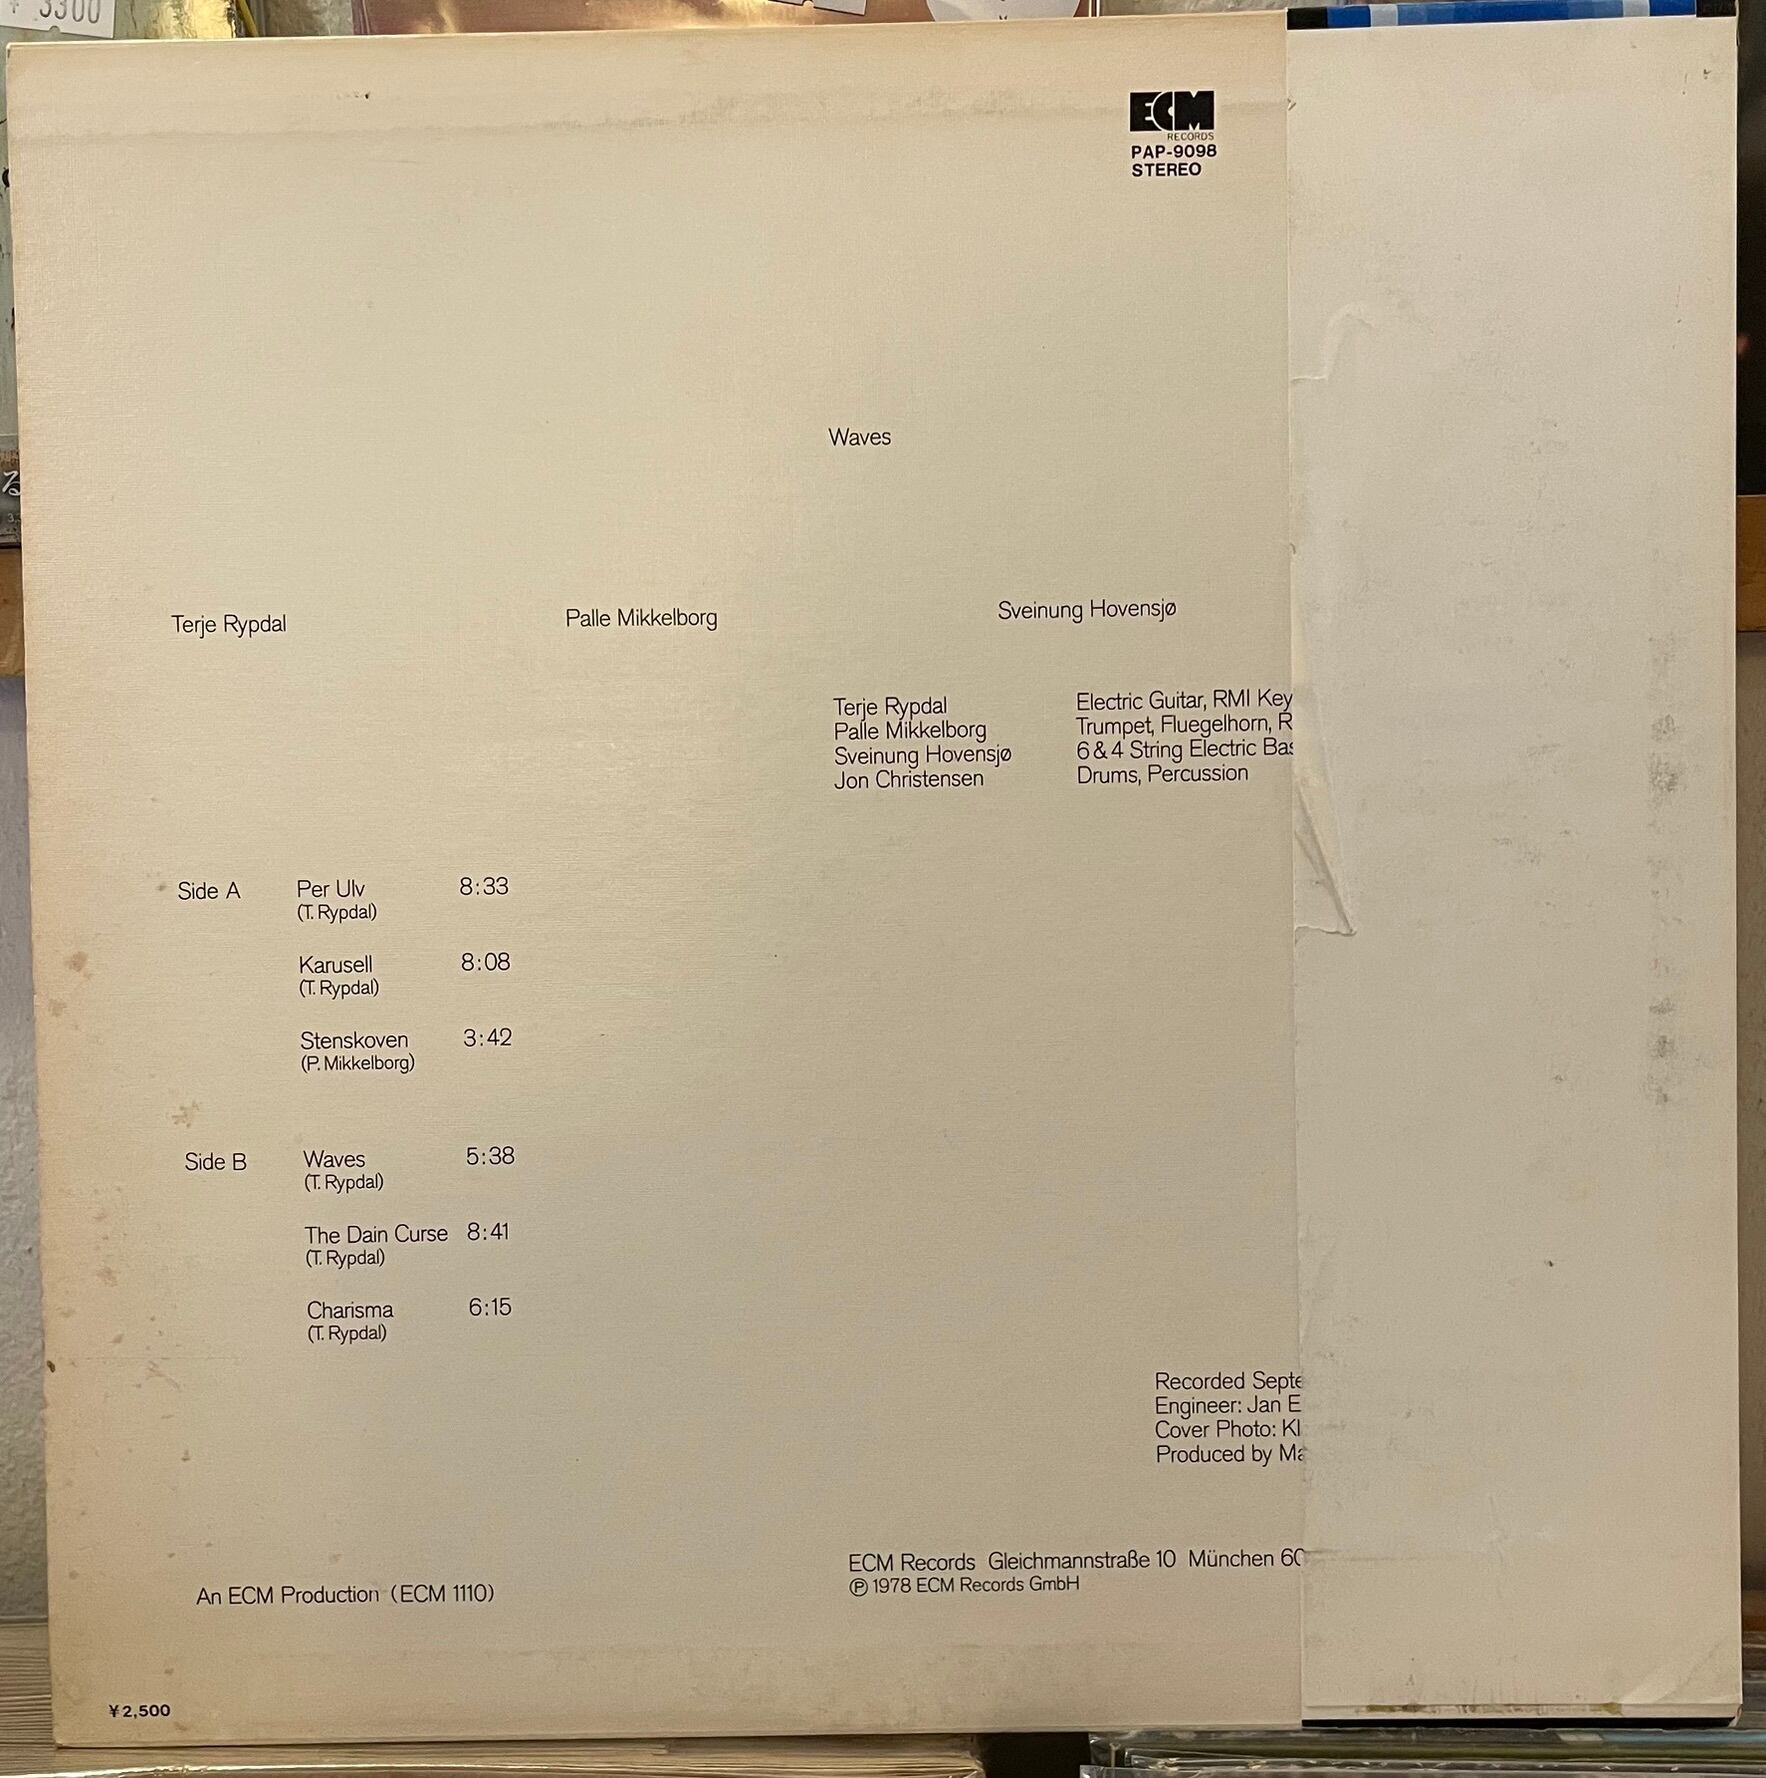 ¥ 3300
ECM
RECORDS
PAP-9098
STEREO
Waves
Terje Rypdal Palle Mikkelborg Sveinung Hovensjø
Terje Rypdal Electric Guitar, RMI Key
Palle Mikkelborg Trumpet, Fluegelhorn, R
Sveinung Hovensjø 6 & 4 String Electric Bas
Jon Christensen Drums, Percussion
Side A Per Ulv 8:33
(T. Rypdal)
Karusell 8:08
(T. Rypdal)
Stenskoven 3:42
(P. Mikkelborg)
Side B Waves 5:38
(T. Rypdal)
The Dain Curse 8:41
(T. Rypdal)
Charisma 6:15
(T. Rypdal)
Recorded Septe
Engineer: Jan E
Cover Photo: Kl
Produced by Ma
ECM Records Gleichmannstraße 10 München 60
℗ 1978 ECM Records GmbH
An ECM Production (ECM 1110)
¥2,500